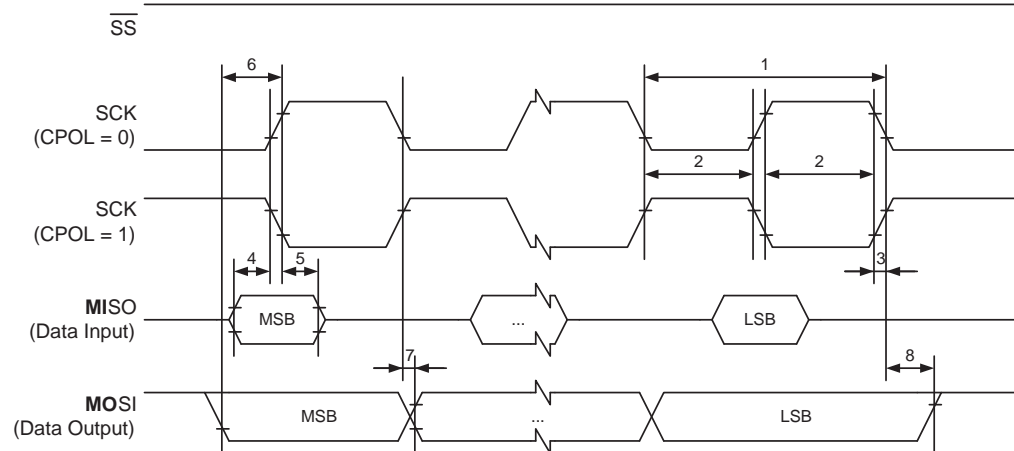 SS
6
1
SCK
(CPOL = 0)
2
2
SCK
(CPOL = 1)
4
5
3
MISO
(Data Input)
MSB
...
LSB
7
8
MOSI
(Data Output)
MSB
...
LSB